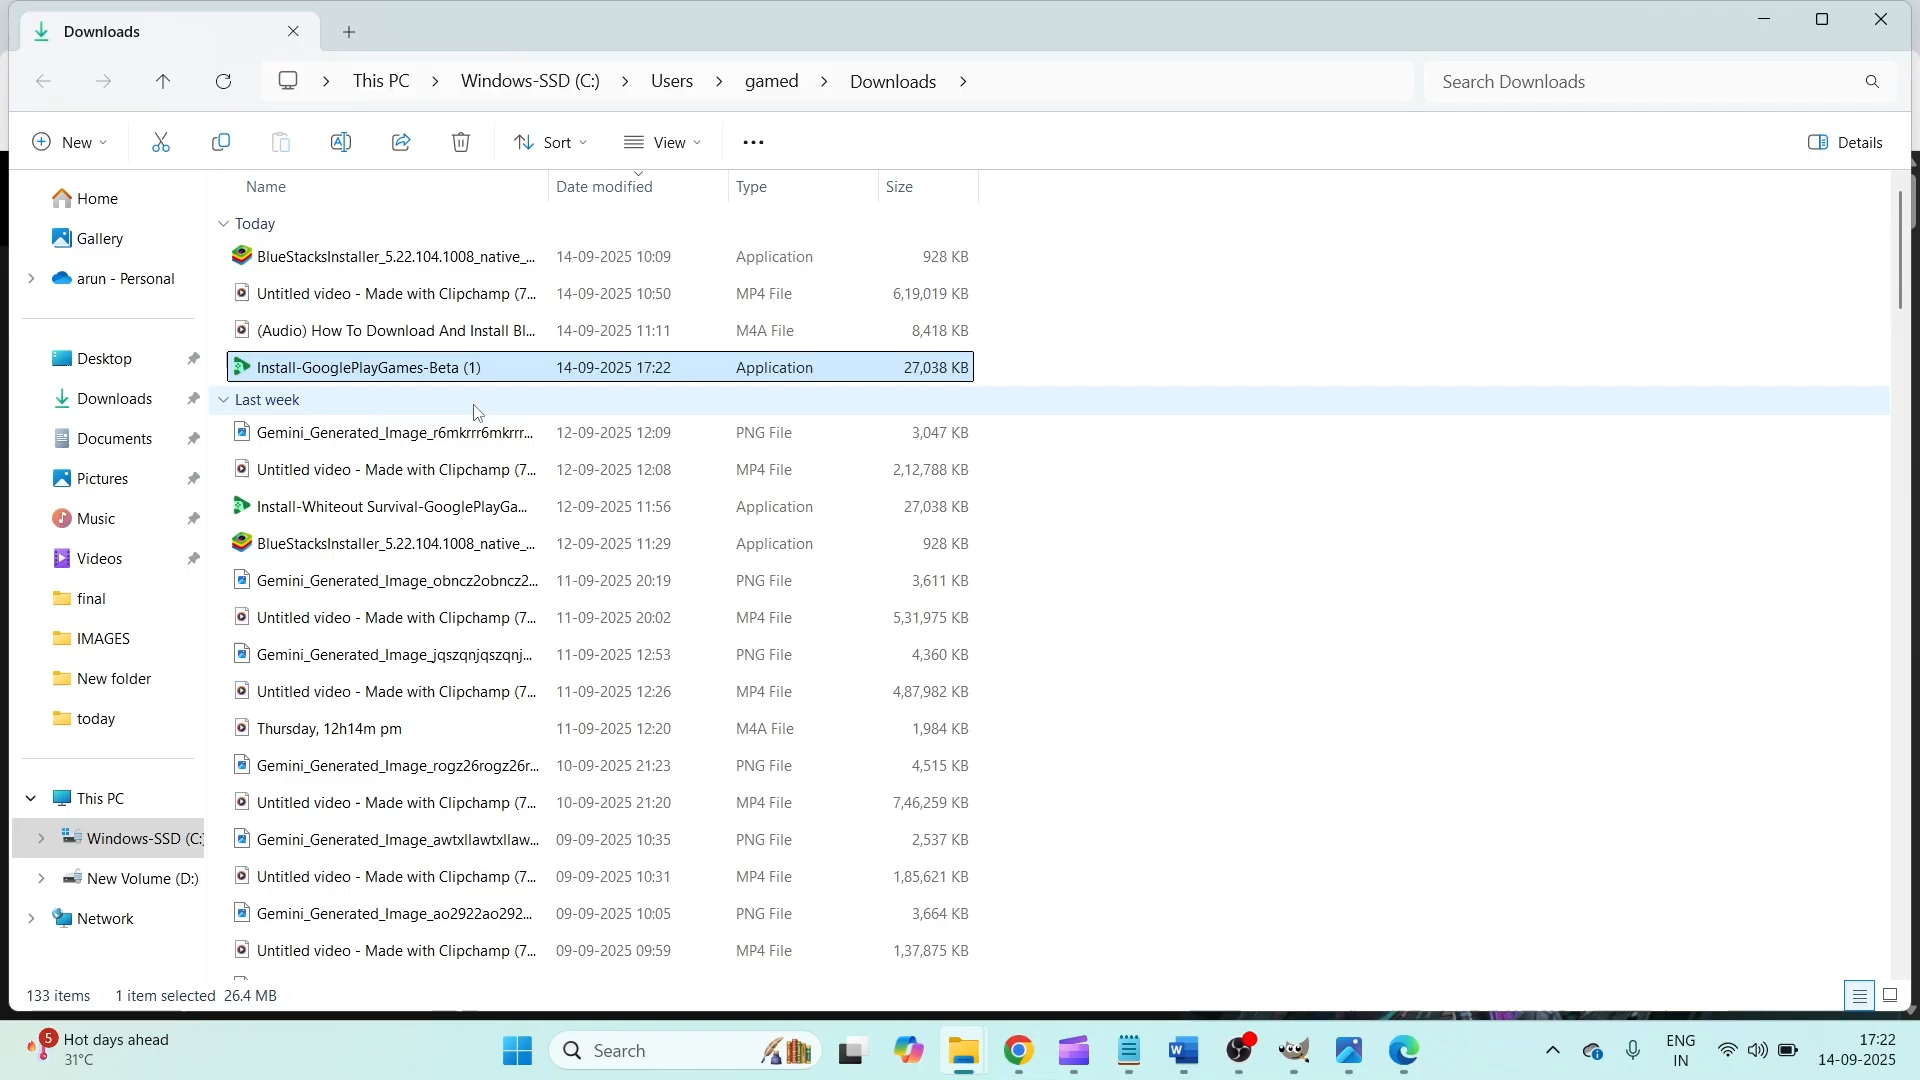 Downloads
This PC
Windows-SSD (C:)
Users
gamed
Downloads
Search Downloads
New
Sort
View
Details
Home
Gallery
arun - Personal
Desktop
Downloads
Documents
Pictures
Music
Videos
final
IMAGES
New folder
today
This PC
Windows-SSD (C:
New Volume (D:)
Network
Name Date modified Type Size
Today
BlueStacksInstaller_5.22.104.1008_native_... 14-09-2025 10:09 Application 928 KB
Untitled video - Made with Clipchamp (7... 14-09-2025 10:50 MP4 File 6,19,019 KB
(Audio) How To Download And Install Bl... 14-09-2025 11:11 M4A File 8,418 KB
Install-GooglePlayGames-Beta (1) 14-09-2025 17:22 Application 27,038 KB
Last week
Gemini_Generated_Image_r6mkrrr6mkrrr... 12-09-2025 12:09 PNG File 3,047 KB
Untitled video - Made with Clipchamp (7... 12-09-2025 12:08 MP4 File 2,12,788 KB
Install-Whiteout Survival-GooglePlayGa... 12-09-2025 11:56 Application 27,038 KB
BlueStacksInstaller_5.22.104.1008_native_... 12-09-2025 11:29 Application 928 KB
Gemini_Generated_Image_obncz2obncz2... 11-09-2025 20:19 PNG File 3,611 KB
Untitled video - Made with Clipchamp (7... 11-09-2025 20:02 MP4 File 5,31,975 KB
Gemini_Generated_Image_jqszqnjqszqnj... 11-09-2025 12:53 PNG File 4,360 KB
Untitled video - Made with Clipchamp (7... 11-09-2025 12:26 MP4 File 4,87,982 KB
Thursday, 12h14m pm 11-09-2025 12:20 M4A File 1,984 KB
Gemini_Generated_Image_rogz26rogz26r... 10-09-2025 21:23 PNG File 4,515 KB
Untitled video - Made with Clipchamp (7... 10-09-2025 21:20 MP4 File 7,46,259 KB
Gemini_Generated_Image_awtxllawtxllaw... 09-09-2025 10:35 PNG File 2,537 KB
Untitled video - Made with Clipchamp (7... 09-09-2025 10:31 MP4 File 1,85,621 KB
Gemini_Generated_Image_ao2922ao292... 09-09-2025 10:05 PNG File 3,664 KB
Untitled video - Made with Clipchamp (7... 09-09-2025 09:59 MP4 File 1,37,875 KB
133 items 1 item selected 26.4 MB
5
Hot days ahead
31°C
Search
W
ENG
IN
17:22
14-09-2025